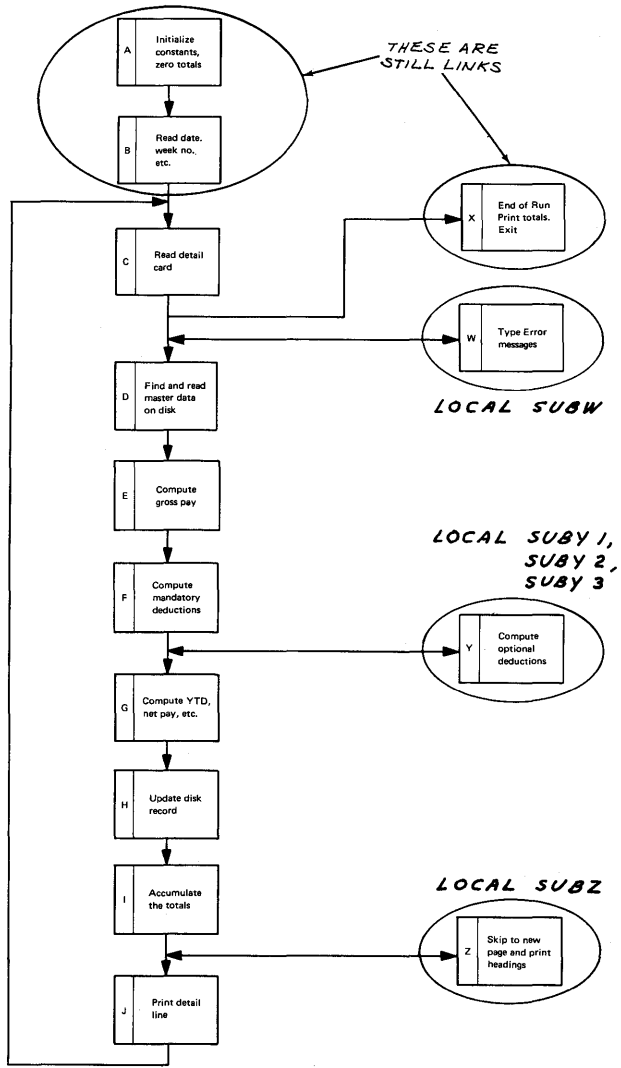 A
Initialize
constants,
zero totals
THESE ARE
STILL LINKS
B
Read date,
week no.,
etc.
X
End of Run
Print totals.
Exit
C
Read detail
card
W
Type Error
messages
LOCAL SUBW
D
Find and read
master data
on disk
E
Compute
gross pay
LOCAL SUBY 1,
SUBY 2,
SUBY 3
F
Compute
mandatory
deductions
Y
Compute
optional
deductions
G
Compute YTD,
net pay, etc.
H
Update disk
record
I
Accumulate
the totals
LOCAL SUBZ
Z
Skip to new
page and print
headings
J
Print detail
line